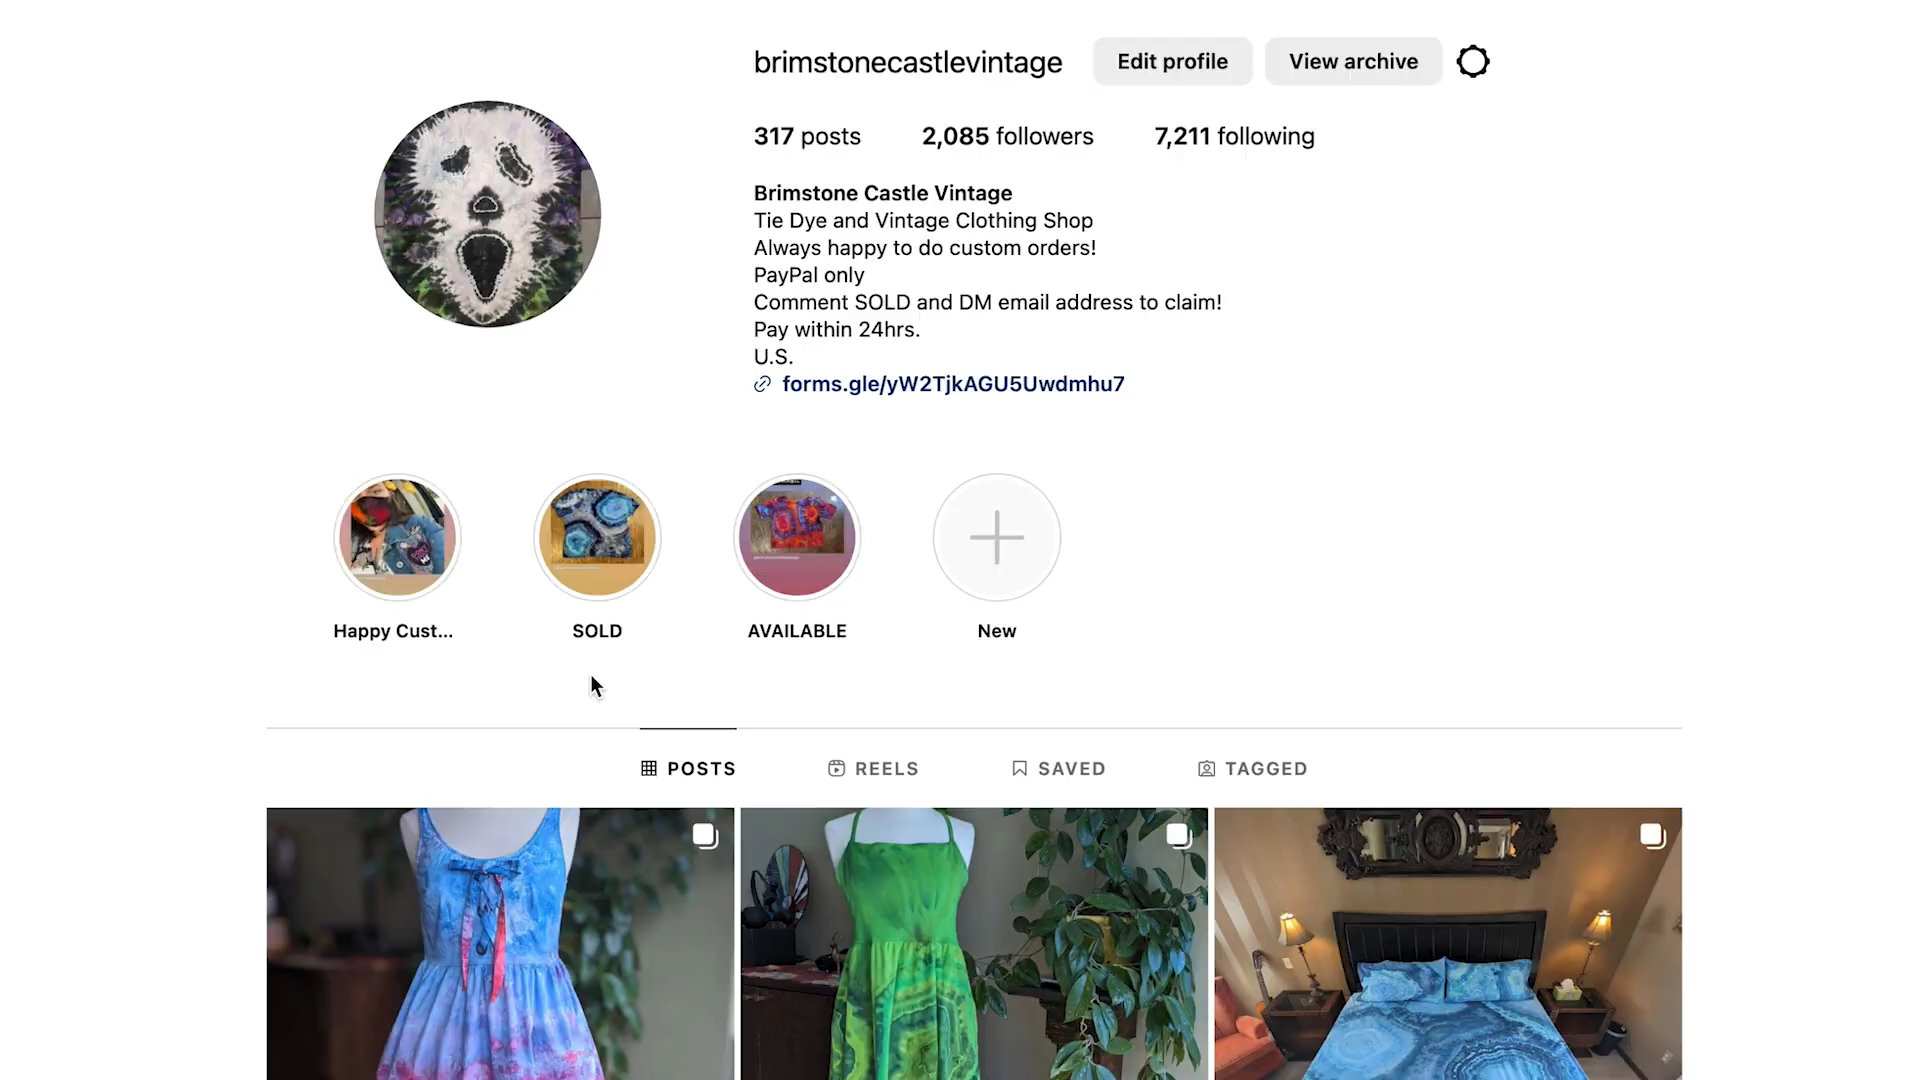 brimstonecastlevintage
Edit profile
View archive
317 posts
2,085 followers
7,211 following
Brimstone Castle Vintage
Tie Dye and Vintage Clothing Shop
Always happy to do custom orders!
PayPal only
Comment SOLD and DM email address to claim!
Pay within 24hrs.
U.S.
forms.gle/yW2TjkAGU5Uwdmhu7
Happy Cust...
SOLD
AVAILABLE
New
POSTS
REELS
SAVED
TAGGED